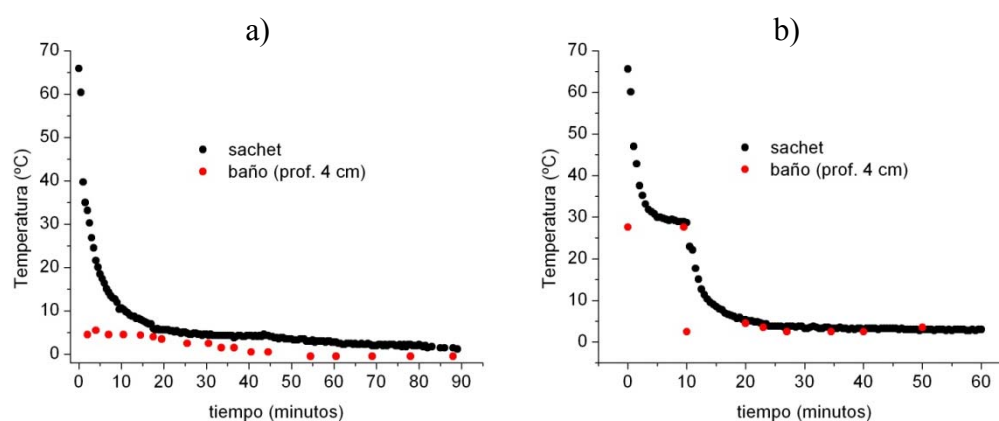 a)
70
60
50
40
30
20
10
0
Temperatura (ºC)
sachet
baño (prof. 4 cm)
0 10 20 30 40 50 60 70 80 90
tiempo (minutos)
b)
70
60
50
40
30
20
10
0
Temperatura (ºC)
sachet
baño (prof. 4 cm)
0 10 20 30 40 50 60
tiempo (minutos)